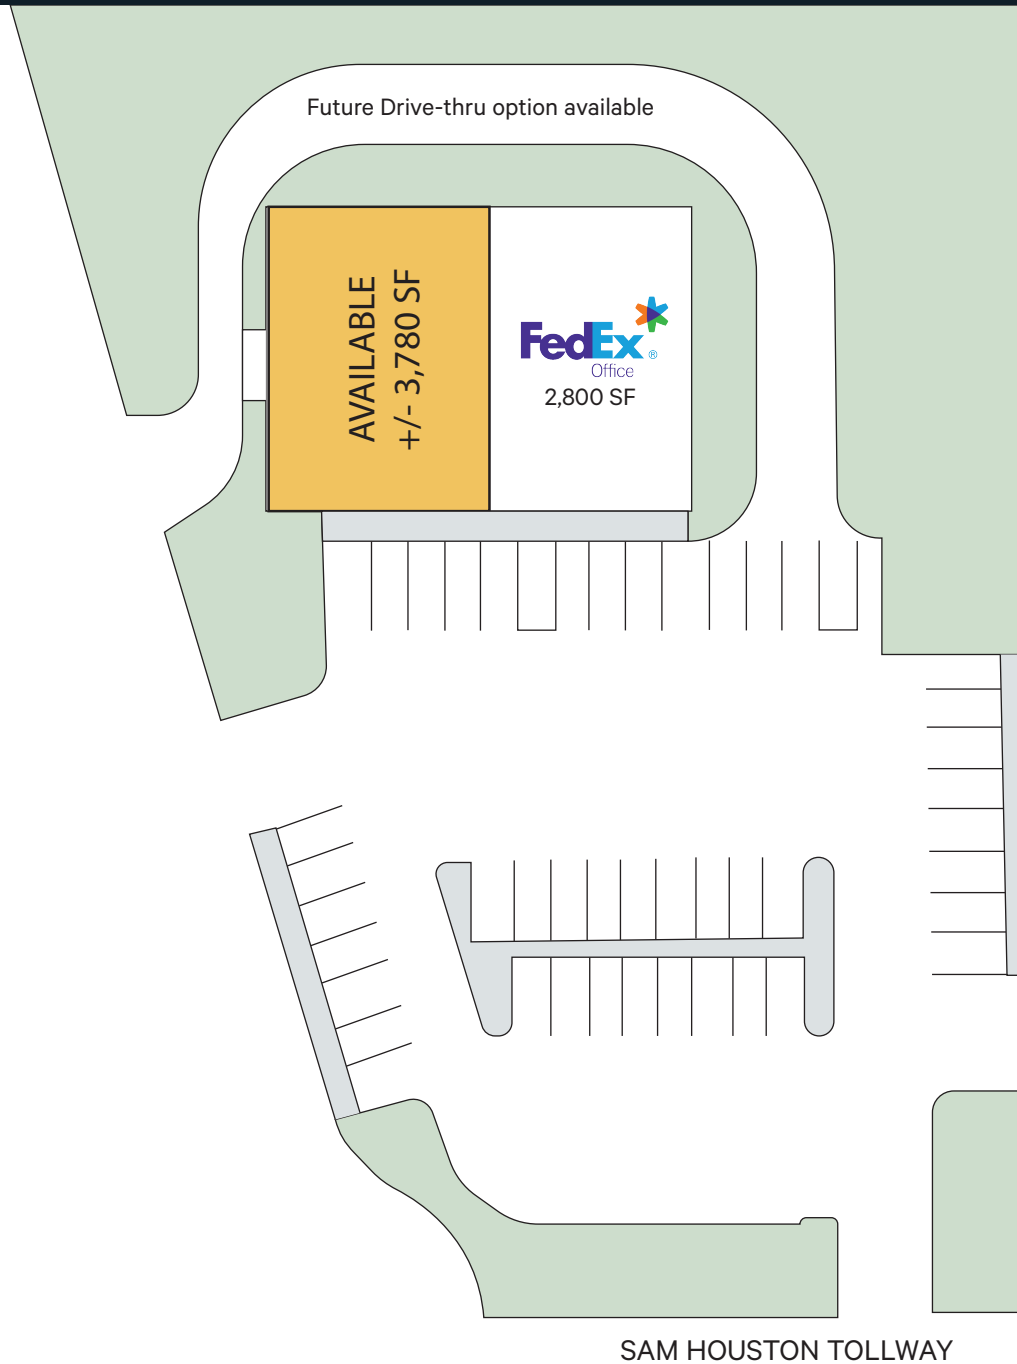 Future Drive-thru option available
AVAILABLE
+/- 3,780 SF
FedEx®
Office
2,800 SF
SAM HOUSTON TOLLWAY